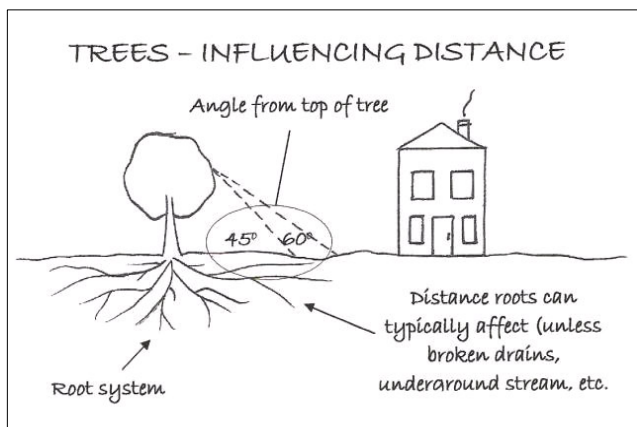 TREES – INFLUENCING DISTANCE
Angle from top of tree
45° 60°
Distance roots can
typically affect (unless
broken drains,
underaround stream, etc.
Root system